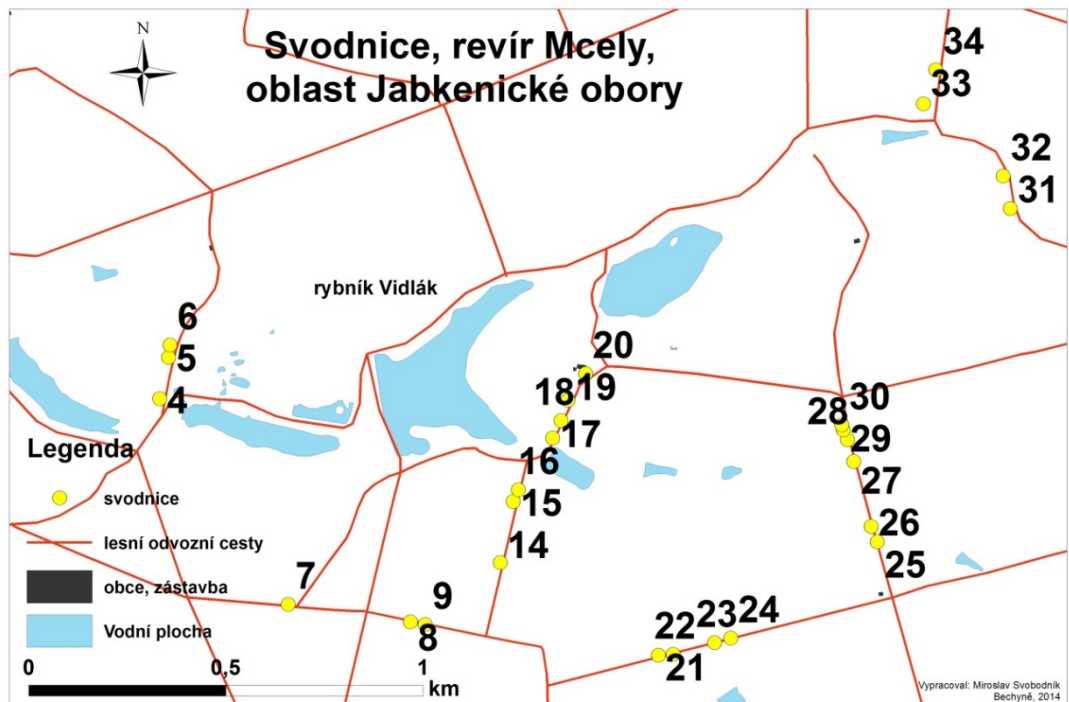 N
Svodnice, revír Mcely,
oblast Jabkenické obory
34
33
32
31
rybník Vidlák
6
5
4
20
19
18
17
16
15
14
30
28
29
27
26
25
7
9
8
22
23
24
21
Legenda
svodnice
lesní odvozní cesty
obce, zástavba
Vodní plocha
0 0,5 1
km
Vypracoval: Miroslav Svobodník
Bechyně, 2014